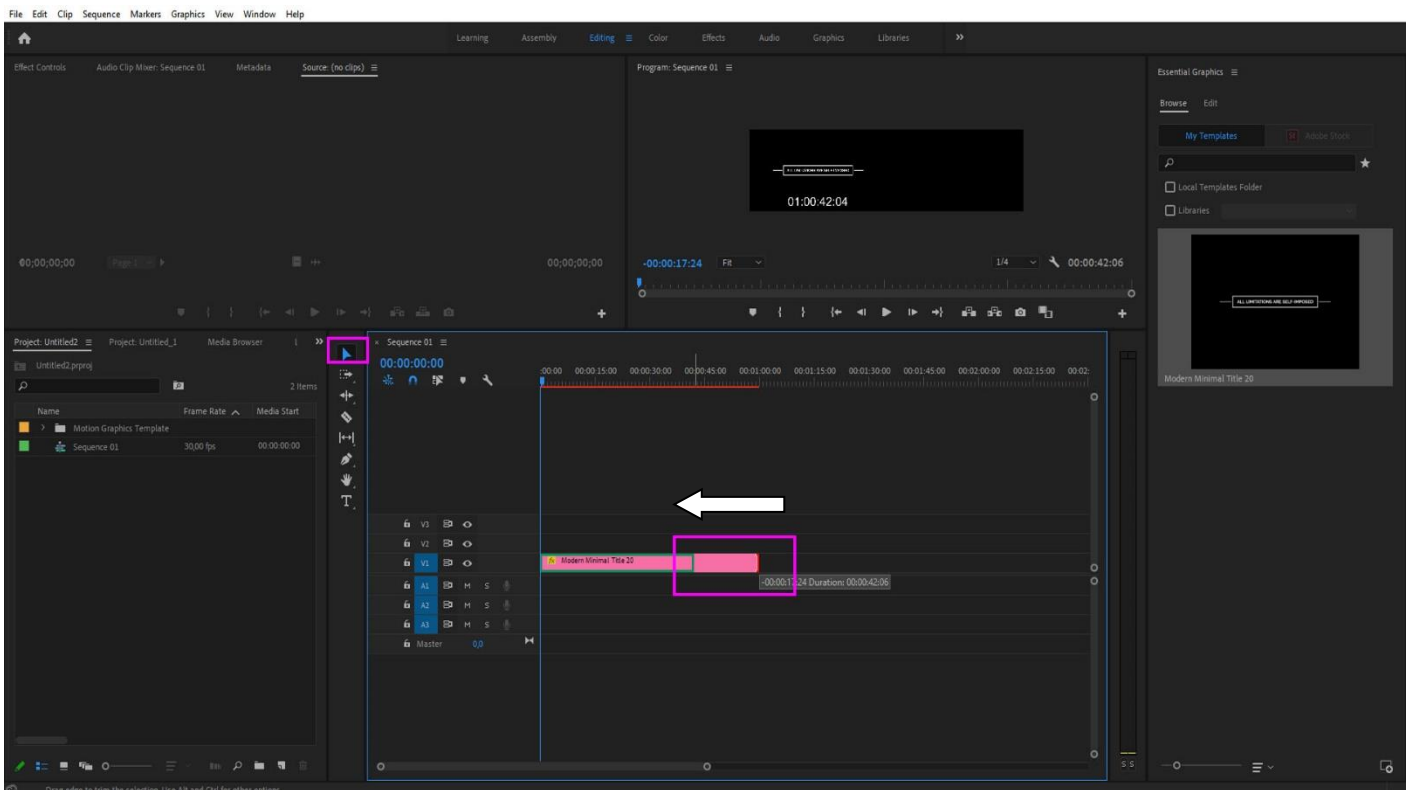 File Edit Clip Sequence Markers Graphics View Window Help
Learning Assembly Editing Color Effects Audio Graphics Libraries
Effect Controls Audio Clip Mixer: Sequence 01 Metadata Source: (no clips)
Program: Sequence 01
Essential Graphics
Browse Edit
My Templates Adobe Stock
Local Templates Folder
Libraries
01:00:42:04
00;00;00;00 Page 1 00;00;00;00
-00:00:17:24 Fit 1/4 00:00:42:06
ALL LIMITATIONS ARE SELF-IMPOSED
Modern Minimal Title 20
Project: Untitled2 Project: Untitled_1 Media Browser
Untitled2.prproj
2 Items
Name Frame Rate Media Start
Motion Graphics Template
Sequence 01 30,00 fps 00:00:00:00
× Sequence 01
00:00:00:00
:00:00 00:00:15:00 00:00:30:00 00:00:45:00 00:01:00:00 00:01:15:00 00:01:30:00 00:01:45:00 00:02:00:00 00:02:15:00 00:02:
T
V3
V2
V1 fx Modern Minimal Title 20
A1 M S -00:00:17:24 Duration: 00:00:42:06
A2 M S
A3 M S
Master 0,0
S S
Drag edge to trim the selection. Use Alt and Ctrl for other options.